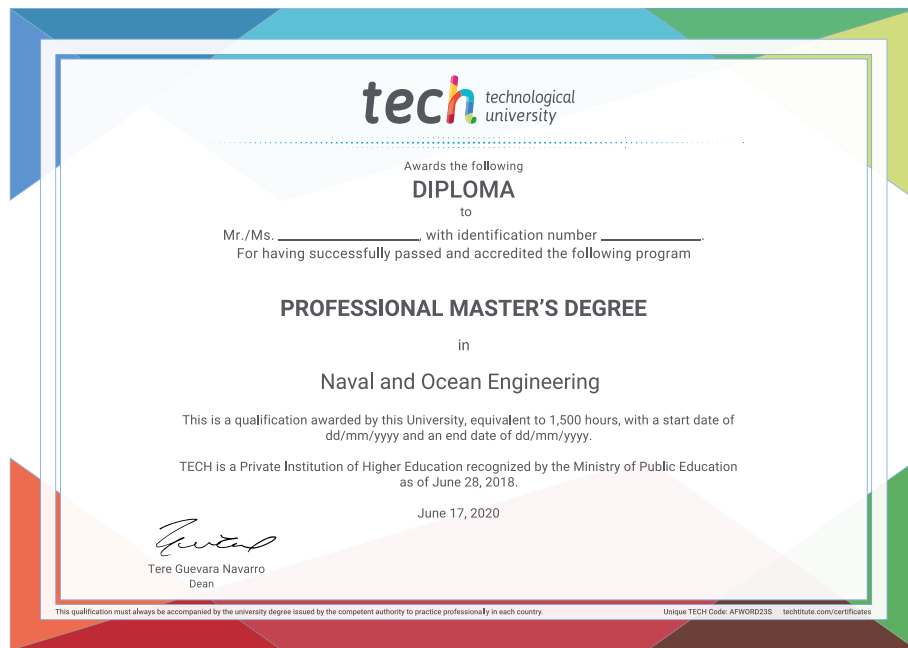 tech technological
university
Awards the following
DIPLOMA
to
Mr./Ms. ____________, with identification number ____________.
For having successfully passed and accredited the following program
PROFESSIONAL MASTER'S DEGREE
in
Naval and Ocean Engineering
This is a qualification awarded by this University, equivalent to 1,500 hours, with a start date of
dd/mm/yyyy and an end date of dd/mm/yyyy.
TECH is a Private Institution of Higher Education recognized by the Ministry of Public Education
as of June 28, 2018.
June 17, 2020
Tere Guevara Navarro
Dean
This qualification must always be accompanied by the university degree issued by the competent authority to practice professionally in each country.
Unique TECH Code: AFWORD23S techtitute.com/certificates